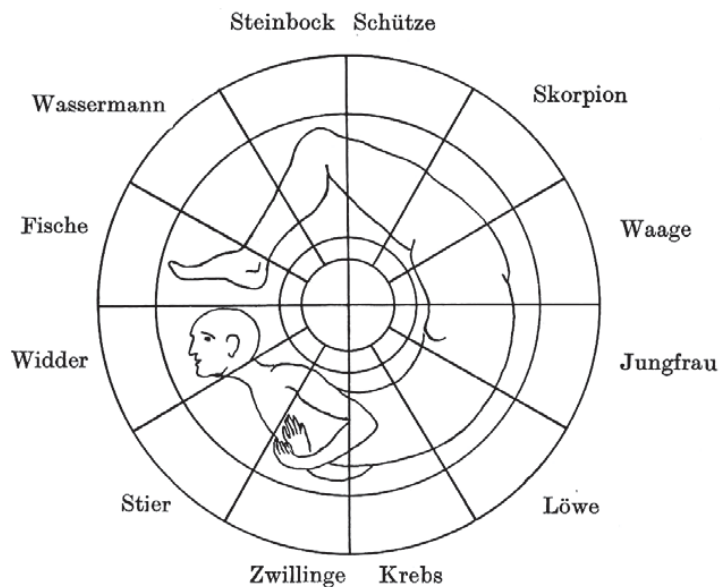 Steinbock Schütze
Wassermann
Skorpion
Fische
Waage
Widder
Jungfrau
Stier
Löwe
Zwillinge Krebs